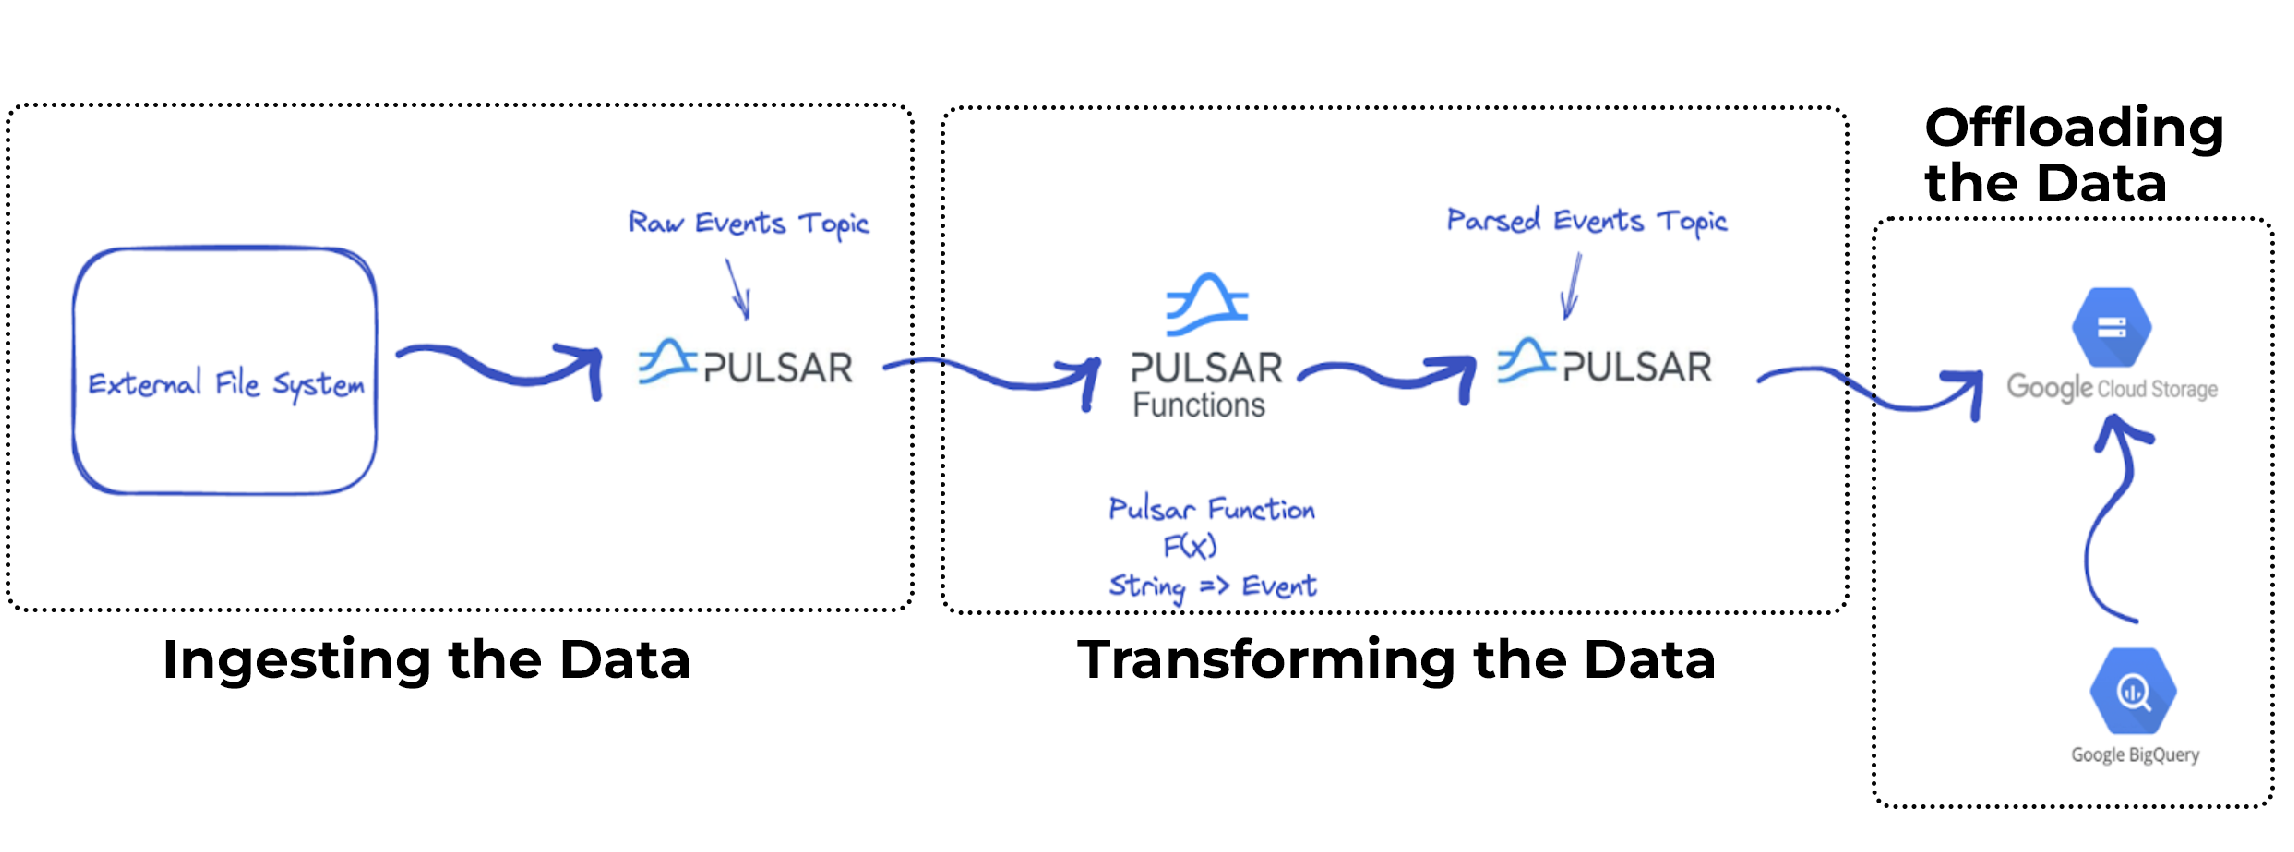 Raw Events Topic
External File System
PULSAR
Ingesting the Data
PULSAR
Functions
Pulsar Function
F(x)
String => Event
Parsed Events Topic
PULSAR
Transforming the Data
Offloading
the Data
Google Cloud Storage
Google BigQuery